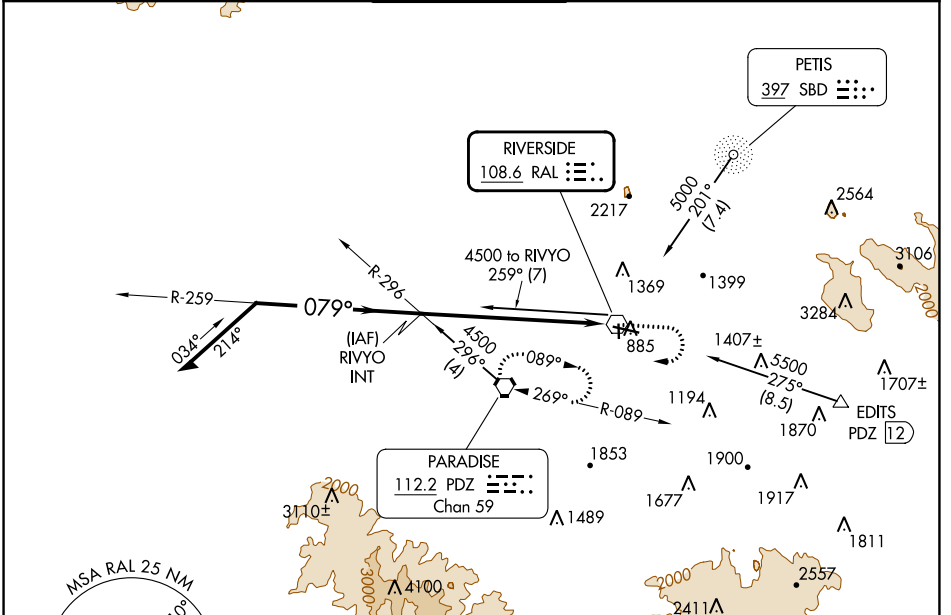 PETIS
397 SBD
RIVERSIDE
108.6 RAL
5000
201°
(7.4)
2217
2564
3106
2000
3284
4500 to RIVYO
259° (7)
1369
1399
R-296
R-259
079°
034°
214°
(IAF)
RIVYO
INT
4500
296°
(4)
089°
269°
R-089
885
1407±
5500
275°
(8.5)
1707±
EDITS
PDZ 12
1194
1870
PARADISE
112.2 PDZ
Chan 59
1853
1900
1677
1917
1489
1811
2000
3110±
3000
4100
2000
2557
2411
MSA RAL 25 NM